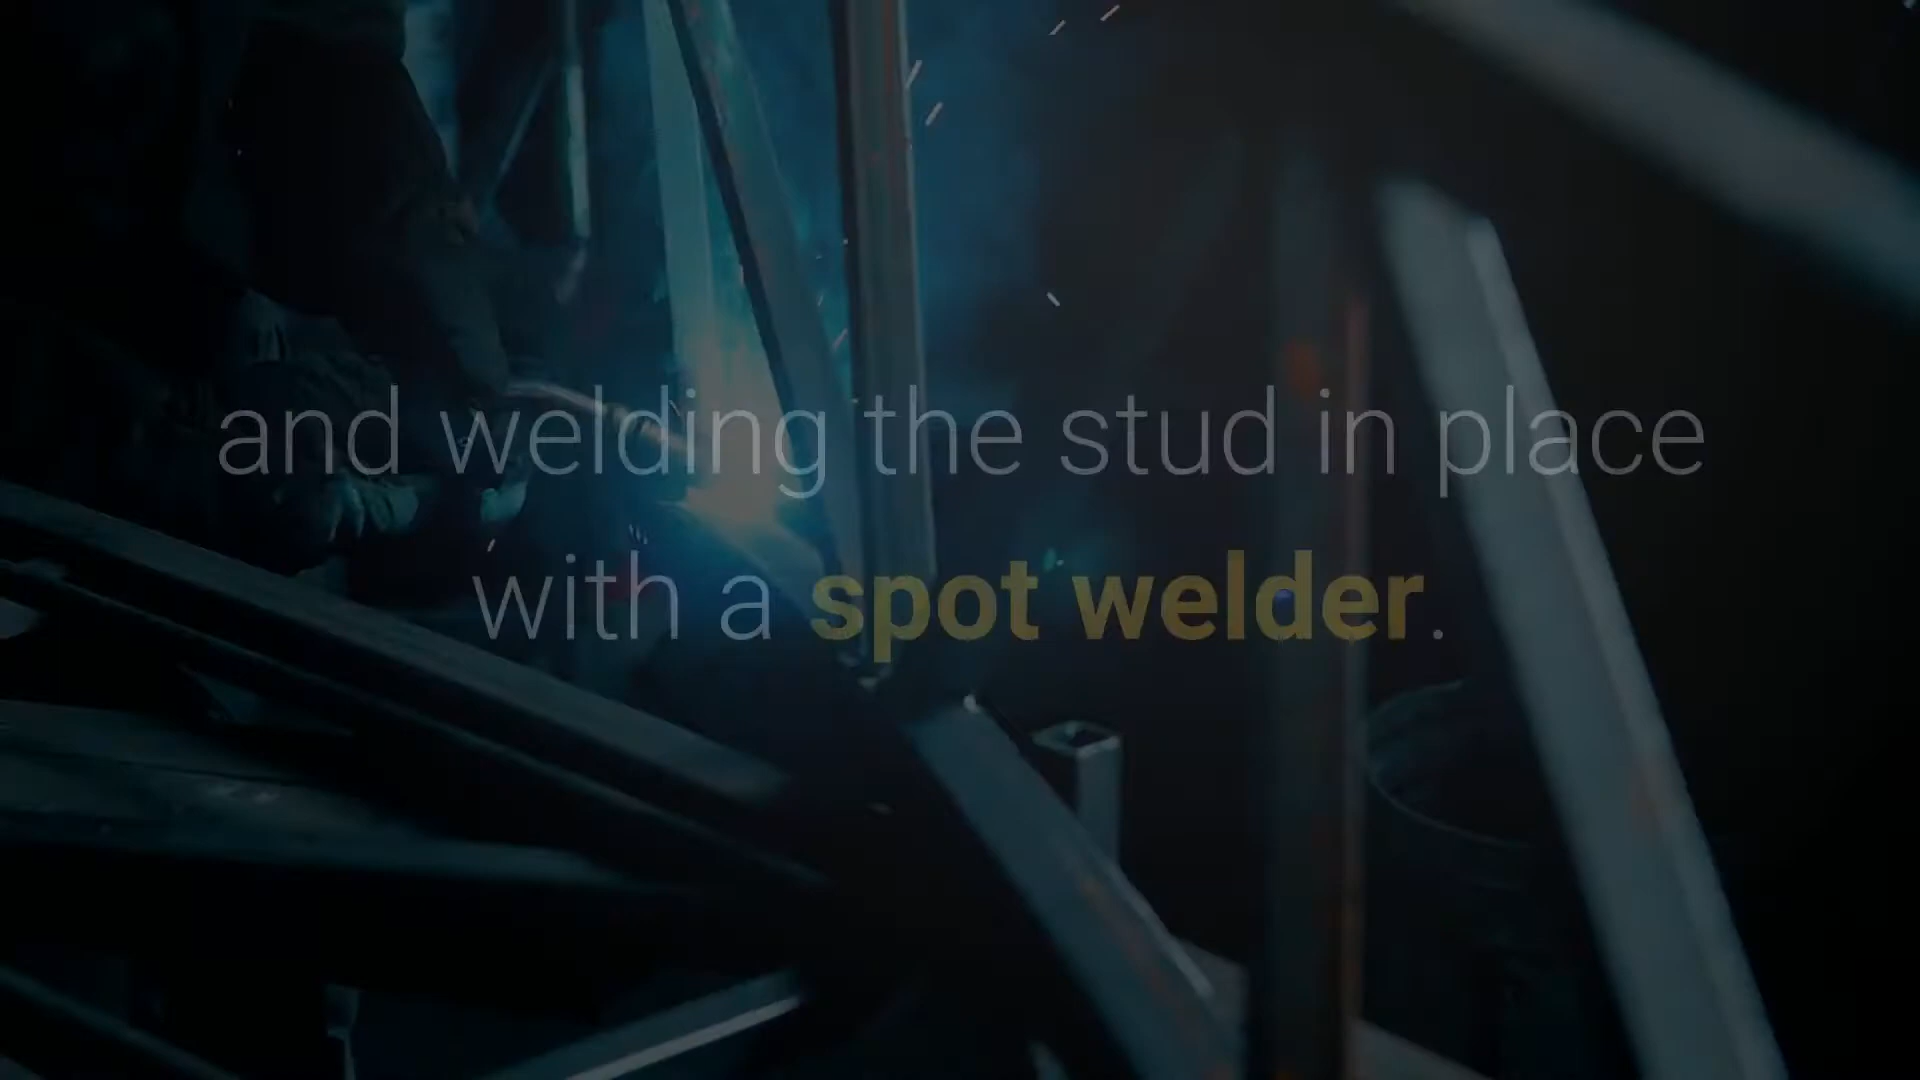 and welding the stud in place
with a spot welder.